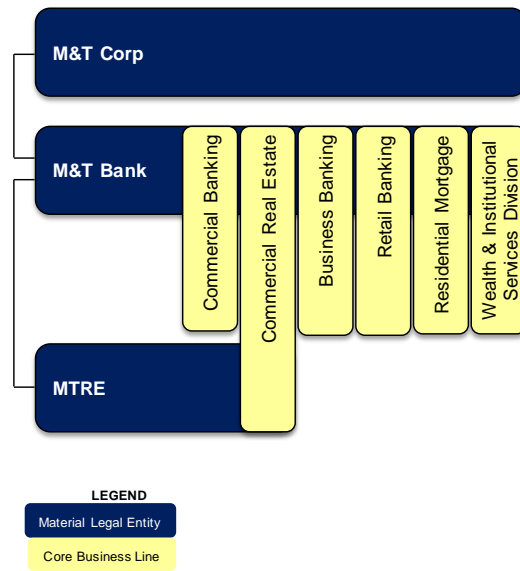 M&T Corp
M&T Bank
Commercial Banking
Commercial Real Estate
Business Banking
Retail Banking
Residential Mortgage
Wealth & Institutional
Services Division
MTRE
LEGEND
Material Legal Entity
Core Business Line